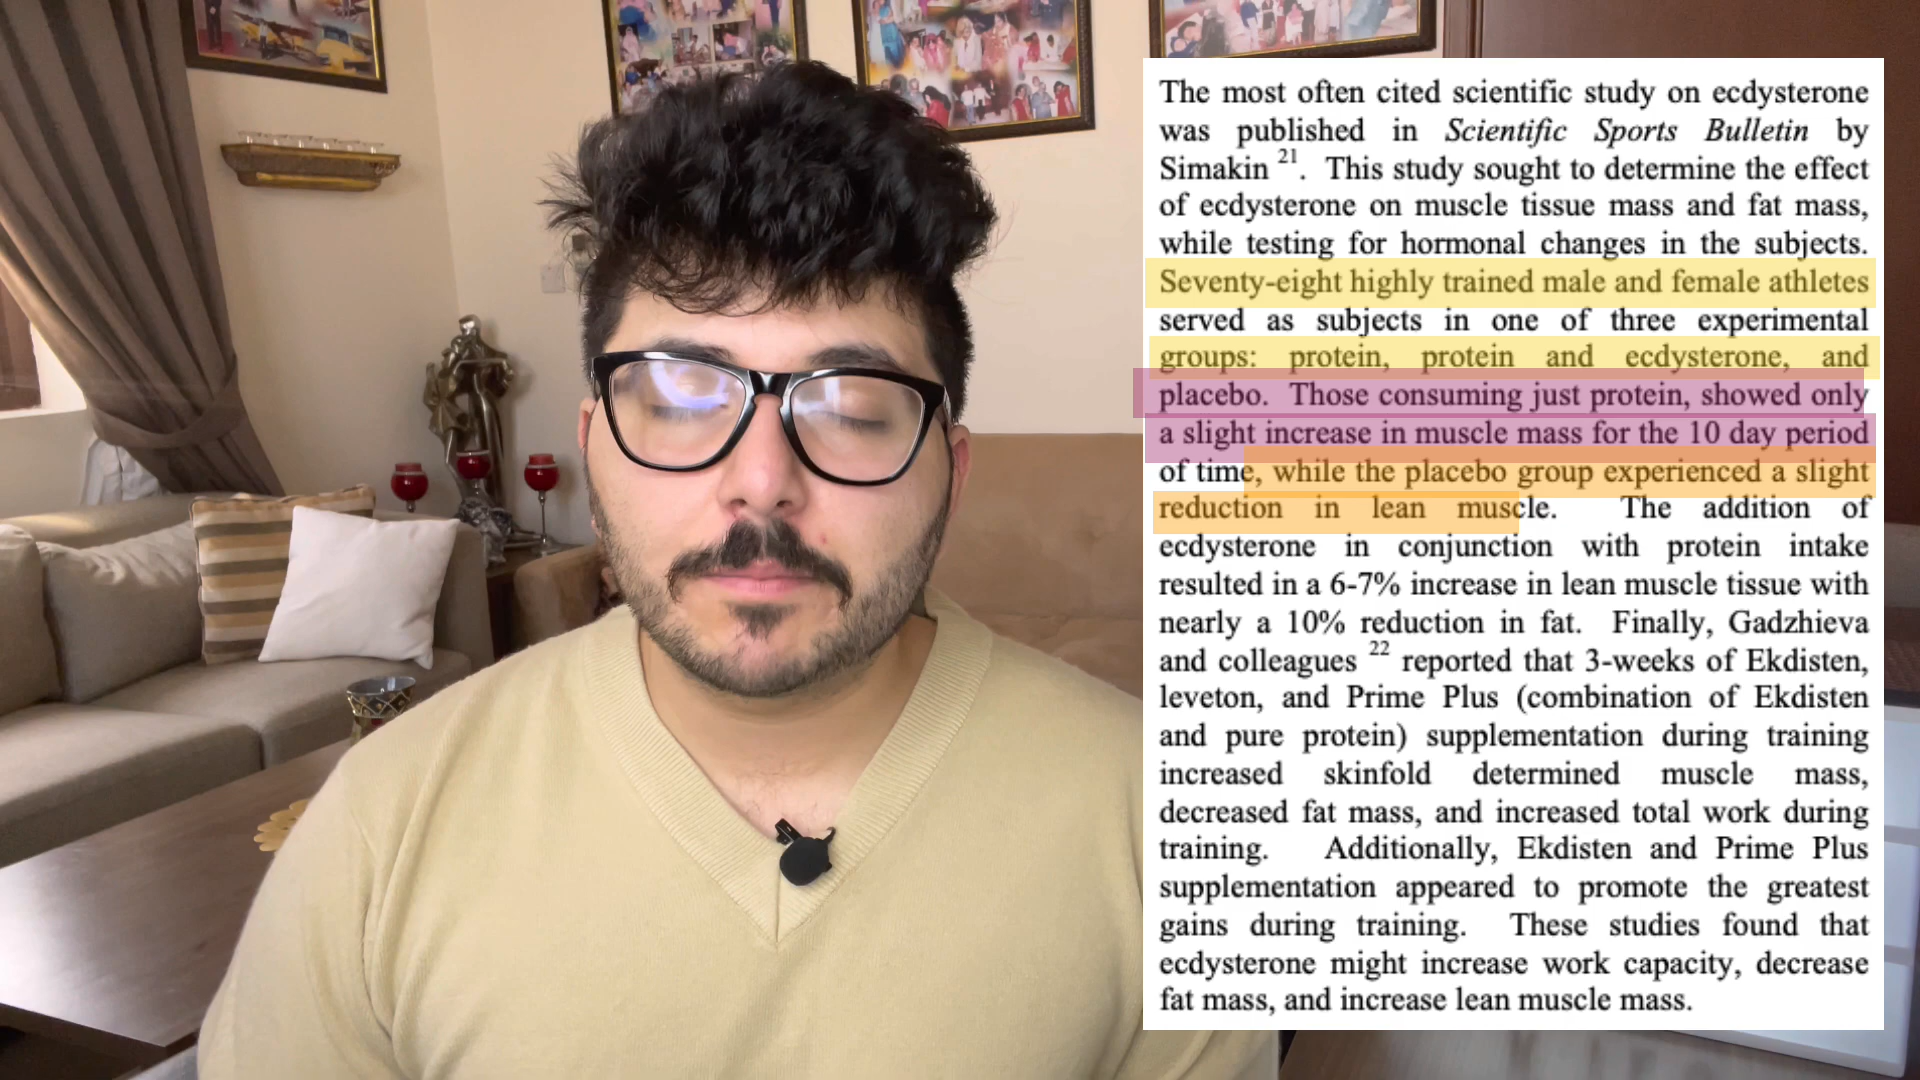 The most often cited scientific study on ecdysterone
was published in Scientific Sports Bulletin by
Simakin 21. This study sought to determine the effect
of ecdysterone on muscle tissue mass and fat mass,
while testing for hormonal changes in the subjects.
Seventy-eight highly trained male and female athletes
served as subjects in one of three experimental
groups: protein, protein and ecdysterone, and
placebo. Those consuming just protein, showed only
a slight increase in muscle mass for the 10 day period
of time, while the placebo group experienced a slight
reduction in lean muscle. The addition of
ecdysterone in conjunction with protein intake
resulted in a 6-7% increase in lean muscle tissue with
nearly a 10% reduction in fat. Finally, Gadzhieva
and colleagues 22 reported that 3-weeks of Ekdisten,
leveton, and Prime Plus (combination of Ekdisten
and pure protein) supplementation during training
increased skinfold determined muscle mass,
decreased fat mass, and increased total work during
training. Additionally, Ekdisten and Prime Plus
supplementation appeared to promote the greatest
gains during training. These studies found that
ecdysterone might increase work capacity, decrease
fat mass, and increase lean muscle mass.